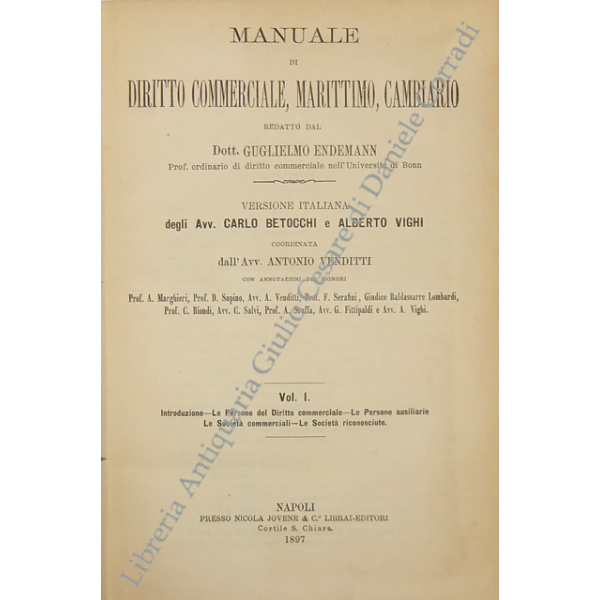 MANUALE
DI
DIRITTO COMMERCIALE, MARITTIMO, CAMBIARIO
REDATTO DAL
Dott. GUGLIELMO ENDEMANN
Prof. ordinario di diritto commerciale nell'Università di Bonn
VERSIONE ITALIANA
degli Avv. CARLO BETOCCHI e ALBERTO VIGHI
COORDINATA
dall'Avv. ANTONIO VENDITTI
CON ANNOTAZIONI DEI SIGNORI
Prof. A. Marghieri, Prof. D. Supino, Avv. A. Venditti, Prof. F. Serafini, Giudice Baldassarre Lombardi,
Prof. C. Biondi, Avv. C. Salvi, Prof. A. Sraffa, Avv. G. Fittipaldi e Avv. A. Vighi.
Vol. I.
Introduzione—Le Persone del Diritto commerciale—Le Persone ausiliarie
Le Società commerciali—Le Società riconosciute.
NAPOLI
PRESSO NICOLA JOVENE & C.º LIBRAI-EDITORI
Cortile S. Chiara.
1897
Libreria Antiquaria Giulio Cesare di Daniele Corradi